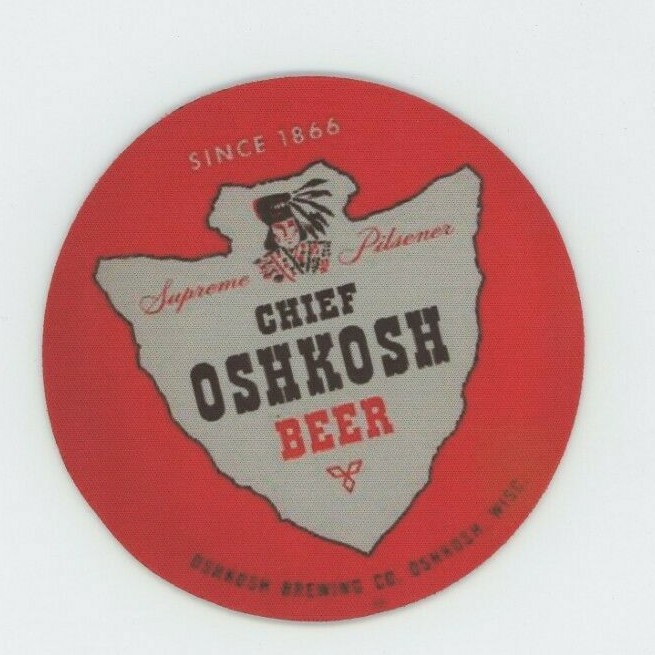 SINCE 1866
Supreme Pilsener
CHIEF
OSHKOSH
BEER
OSHKOSH BREWING CO. OSHKOSH, WISC.